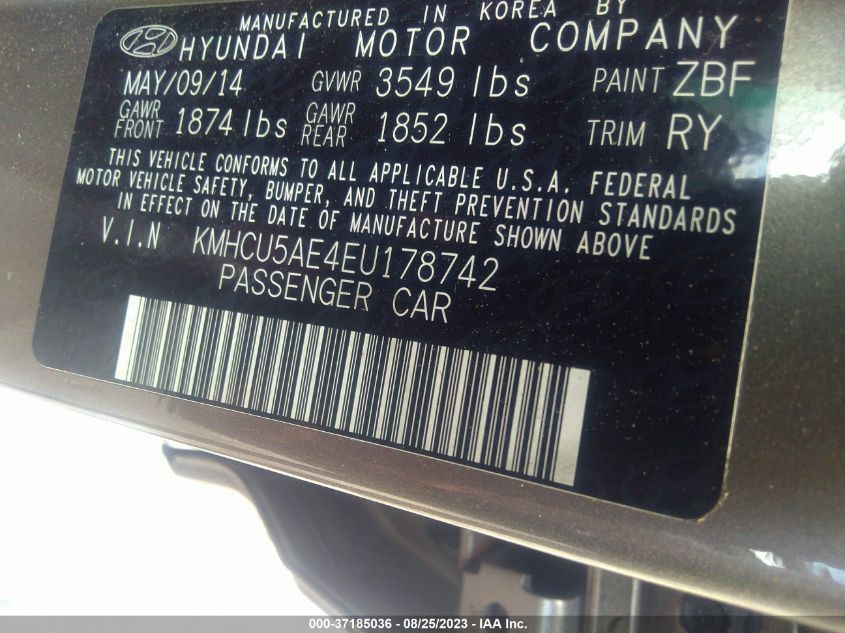 MANUFACTURED IN KOREA BY
HYUNDAI MOTOR COMPANY
MAY/09/14 GVWR 3549 lbs PAINT ZBF
GAWR FRONT 1874 lbs GAWR REAR 1852 lbs TRIM RY
THIS VEHICLE CONFORMS TO ALL APPLICABLE U.S.A. FEDERAL
MOTOR VEHICLE SAFETY, BUMPER, AND THEFT PREVENTION STANDARDS
IN EFFECT ON THE DATE OF MANUFACTURE SHOWN ABOVE
V.I.N KMHCU5AE4EU178742
PASSENGER CAR
000-37185036 - 08/25/2023 - IAA Inc.